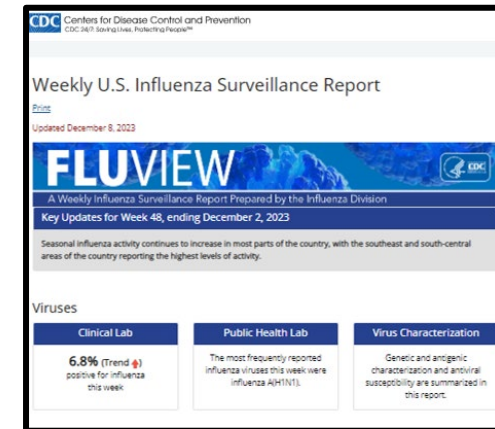 CDC Centers for Disease Control and Prevention
CDC 24/7: Saving Lives, Protecting People™
Weekly U.S. Influenza Surveillance Report
Print
Updated December 8, 2023
FLUVIEW
CDC
A Weekly Influenza Surveillance Report Prepared by the Influenza Division
Key Updates for Week 48, ending December 2, 2023
Seasonal influenza activity continues to increase in most parts of the country, with the southeast and south-central
areas of the country reporting the highest levels of activity.
Viruses
Clinical Lab
6.8% (Trend ↑)
positive for influenza
this week
Public Health Lab
The most frequently reported
influenza viruses this week were
influenza A(H1N1).
Virus Characterization
Genetic and antigenic
characterization and antiviral
susceptibility are summarized in
this report.